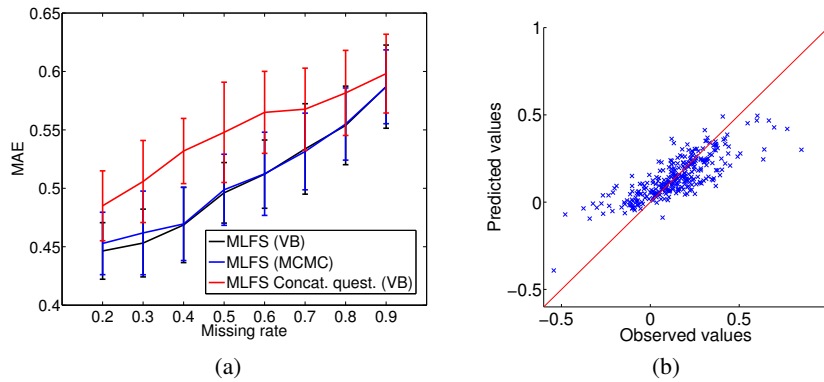 0.65
0.6
0.55
0.5
0.45
0.4
MAE
0.2 0.3 0.4 0.5 0.6 0.7 0.8 0.9
Missing rate
MLFS (VB)
MLFS (MCMC)
MLFS Concat. quest. (VB)
(a)
1
0.5
0
−0.5
Predicted values
−0.5 0 0.5
Observed values
(b)